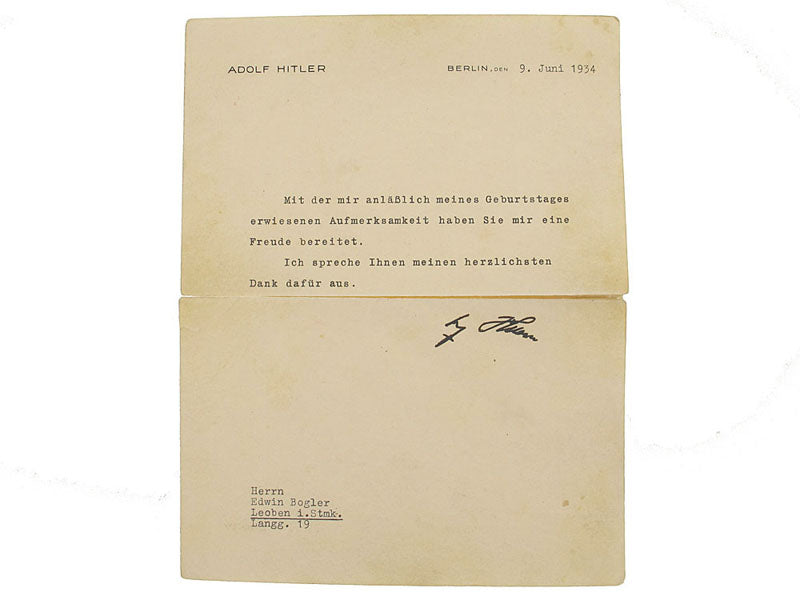 ADOLF HITLER
BERLIN, DEN 9. Juni 1934
Mit der mir anläßlich meines Geburtstages
erwiesenen Aufmerksamkeit haben Sie mir eine
Freude bereitet.
Ich spreche Ihnen meinen herzlichsten
Dank dafür aus.
Herrn
Edwin Bogler
Leoben i.Stmk.
Langg. 19